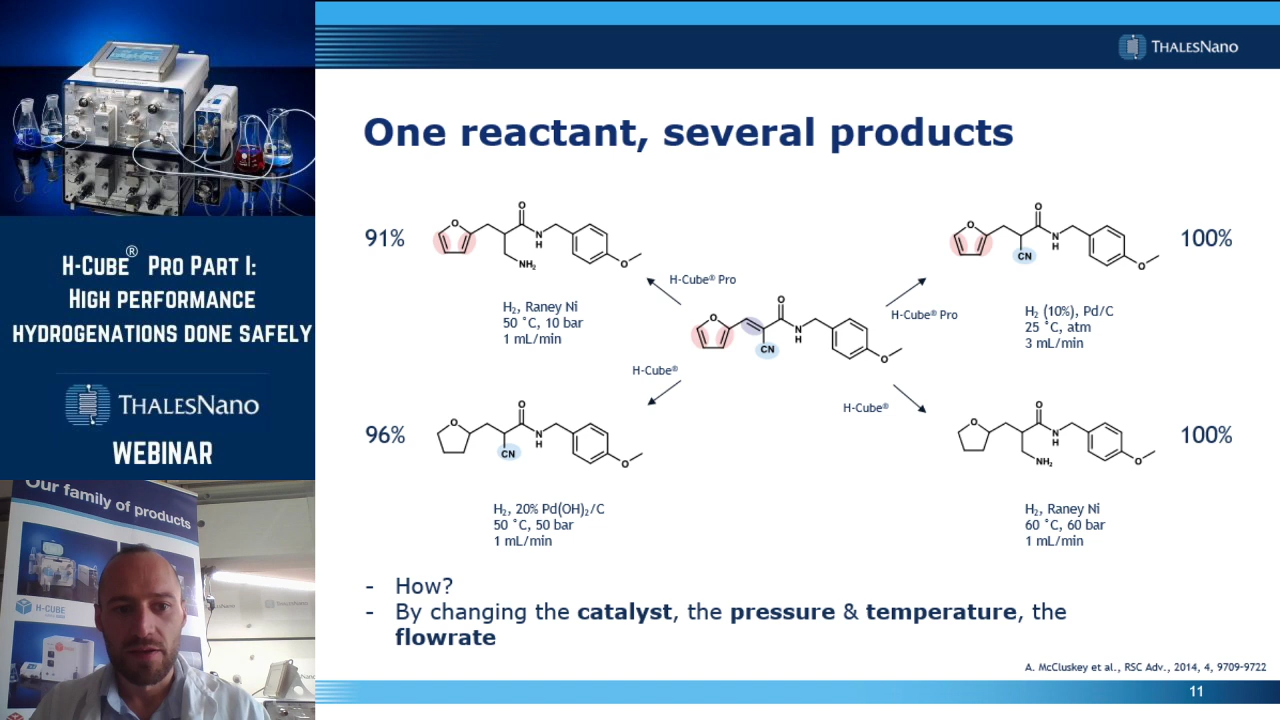 H-Cube® Pro Part I:
High performance
hydrogenations done safely
ThalesNano
WEBINAR
Our family of products
H-CUBE
ThalesNano
One reactant, several products
91%
O
O
N
H
NH2
O
H2, Raney Ni
50 °C, 10 bar
1 mL/min
H-Cube® Pro
O
O
N
H
CN
O
100%
H2 (10%), Pd/C
25 °C, atm
3 mL/min
H-Cube® Pro
O
O
N
H
CN
O
H-Cube®
H-Cube®
96%
O
O
N
H
CN
O
H2, 20% Pd(OH)2/C
50 °C, 50 bar
1 mL/min
O
O
N
H
NH2
O
100%
H2, Raney Ni
60 °C, 60 bar
1 mL/min
- How?
- By changing the catalyst, the pressure & temperature, the
flowrate
A. McCluskey et al., RSC Adv., 2014, 4, 9709-9722
11